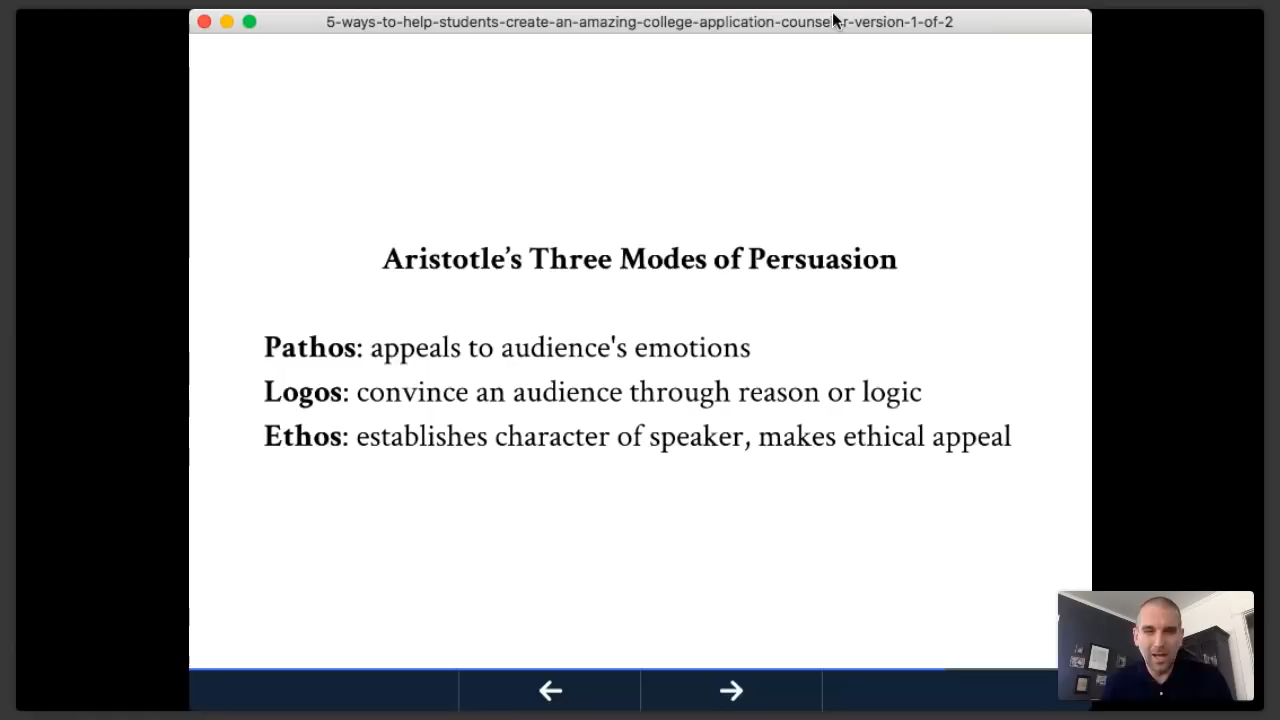 5-ways-to-help-students-create-an-amazing-college-application-counselor-version-1-of-2
Aristotle’s Three Modes of Persuasion
Pathos: appeals to audience's emotions
Logos: convince an audience through reason or logic
Ethos: establishes character of speaker, makes ethical appeal